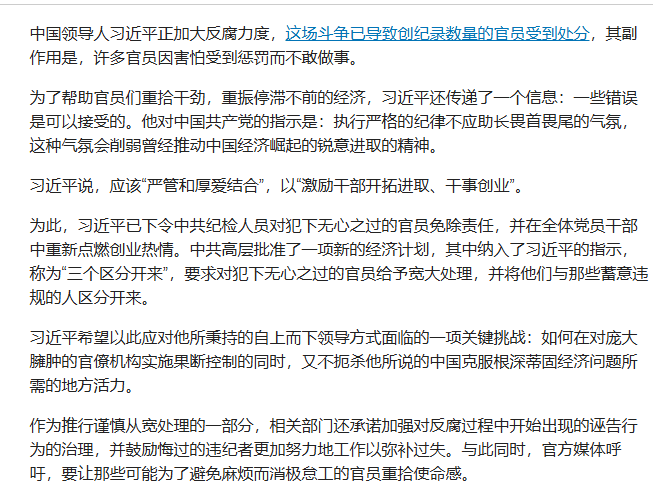 中国领导人习近平正加大反腐力度，这场斗争已导致创纪录数量的官员受到处分，其副
作用是，许多官员因害怕受到惩罚而不敢做事。
为了帮助官员们重拾干劲，重振停滞不前的经济，习近平还传递了一个信息：一些错误
是可以接受的。他对中国共产党的指示是：执行严格的纪律不应助长畏首畏尾的气氛，
这种气氛会削弱曾经推动中国经济崛起的锐意进取的精神。
习近平说，应该“严管和厚爱结合”，以“激励干部开拓进取、干事创业”。
为此，习近平已下令中共纪检人员对犯下无心之过的官员免除责任，并在全体党员干部
中重新点燃创业热情。中共高层批准了一项新的经济计划，其中纳入了习近平的指示，
称为“三个区分开来”，要求对犯下无心之过的官员给予宽大处理，并将他们与那些蓄意违
规的人区分开来。
习近平希望以此应对他所秉持的自上而下领导方式面临的一项关键挑战：如何在对庞大
臃肿的官僚机构实施果断控制的同时，又不扼杀他所说的中国克服根深蒂固经济问题所
需的地方活力。
作为推行谨慎从宽处理的一部分，相关部门还承诺加强对反腐过程中开始出现的诬告行
为的治理，并鼓励悔过的违纪者更加努力地工作以弥补过失。与此同时，官方媒体呼
吁，要让那些可能为了避免麻烦而消极怠工的官员重拾使命感。